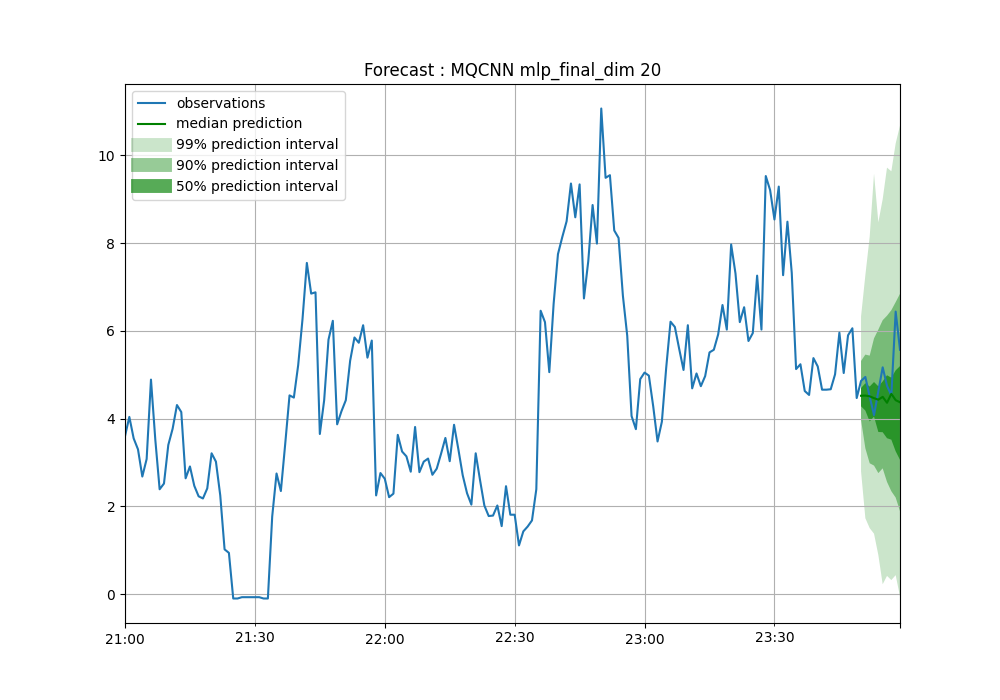 Forecast : MQCNN mlp_final_dim 20
observations
median prediction
99% prediction interval
90% prediction interval
50% prediction interval
10
8
6
4
2
0
21:00
21:30
22:00
22:30
23:00
23:30